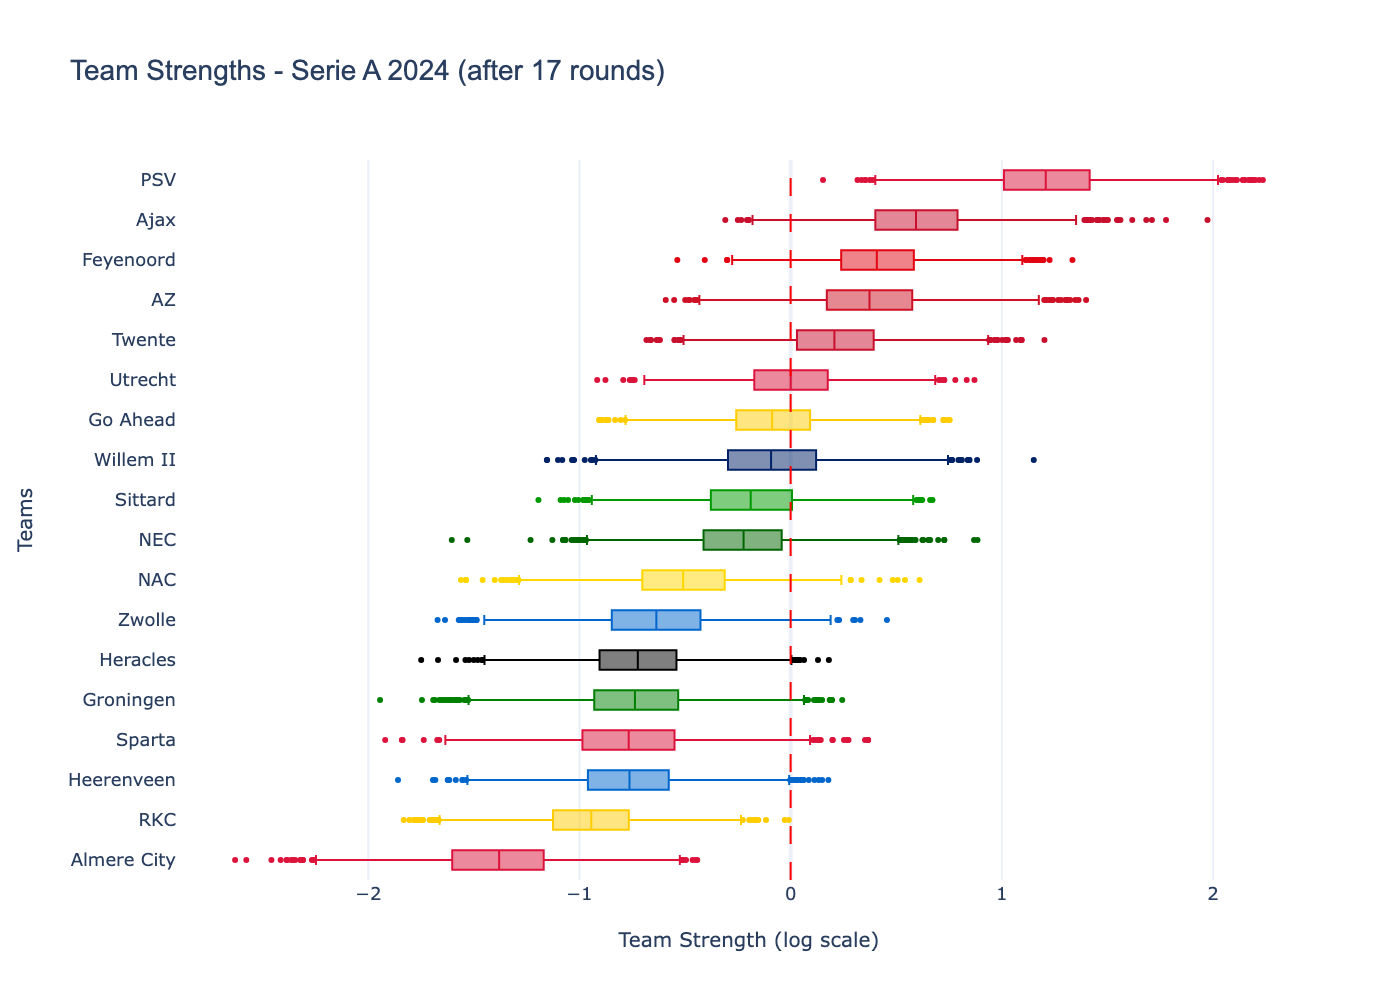 Team Strengths - Serie A 2024 (after 17 rounds)
PSV
Ajax
Feyenoord
AZ
Twente
Utrecht
Go Ahead
Willem II
Sittard
NEC
NAC
Zwolle
Heracles
Groningen
Sparta
Heerenveen
RKC
Almere City
Teams
−2 −1 0 1 2
Team Strength (log scale)